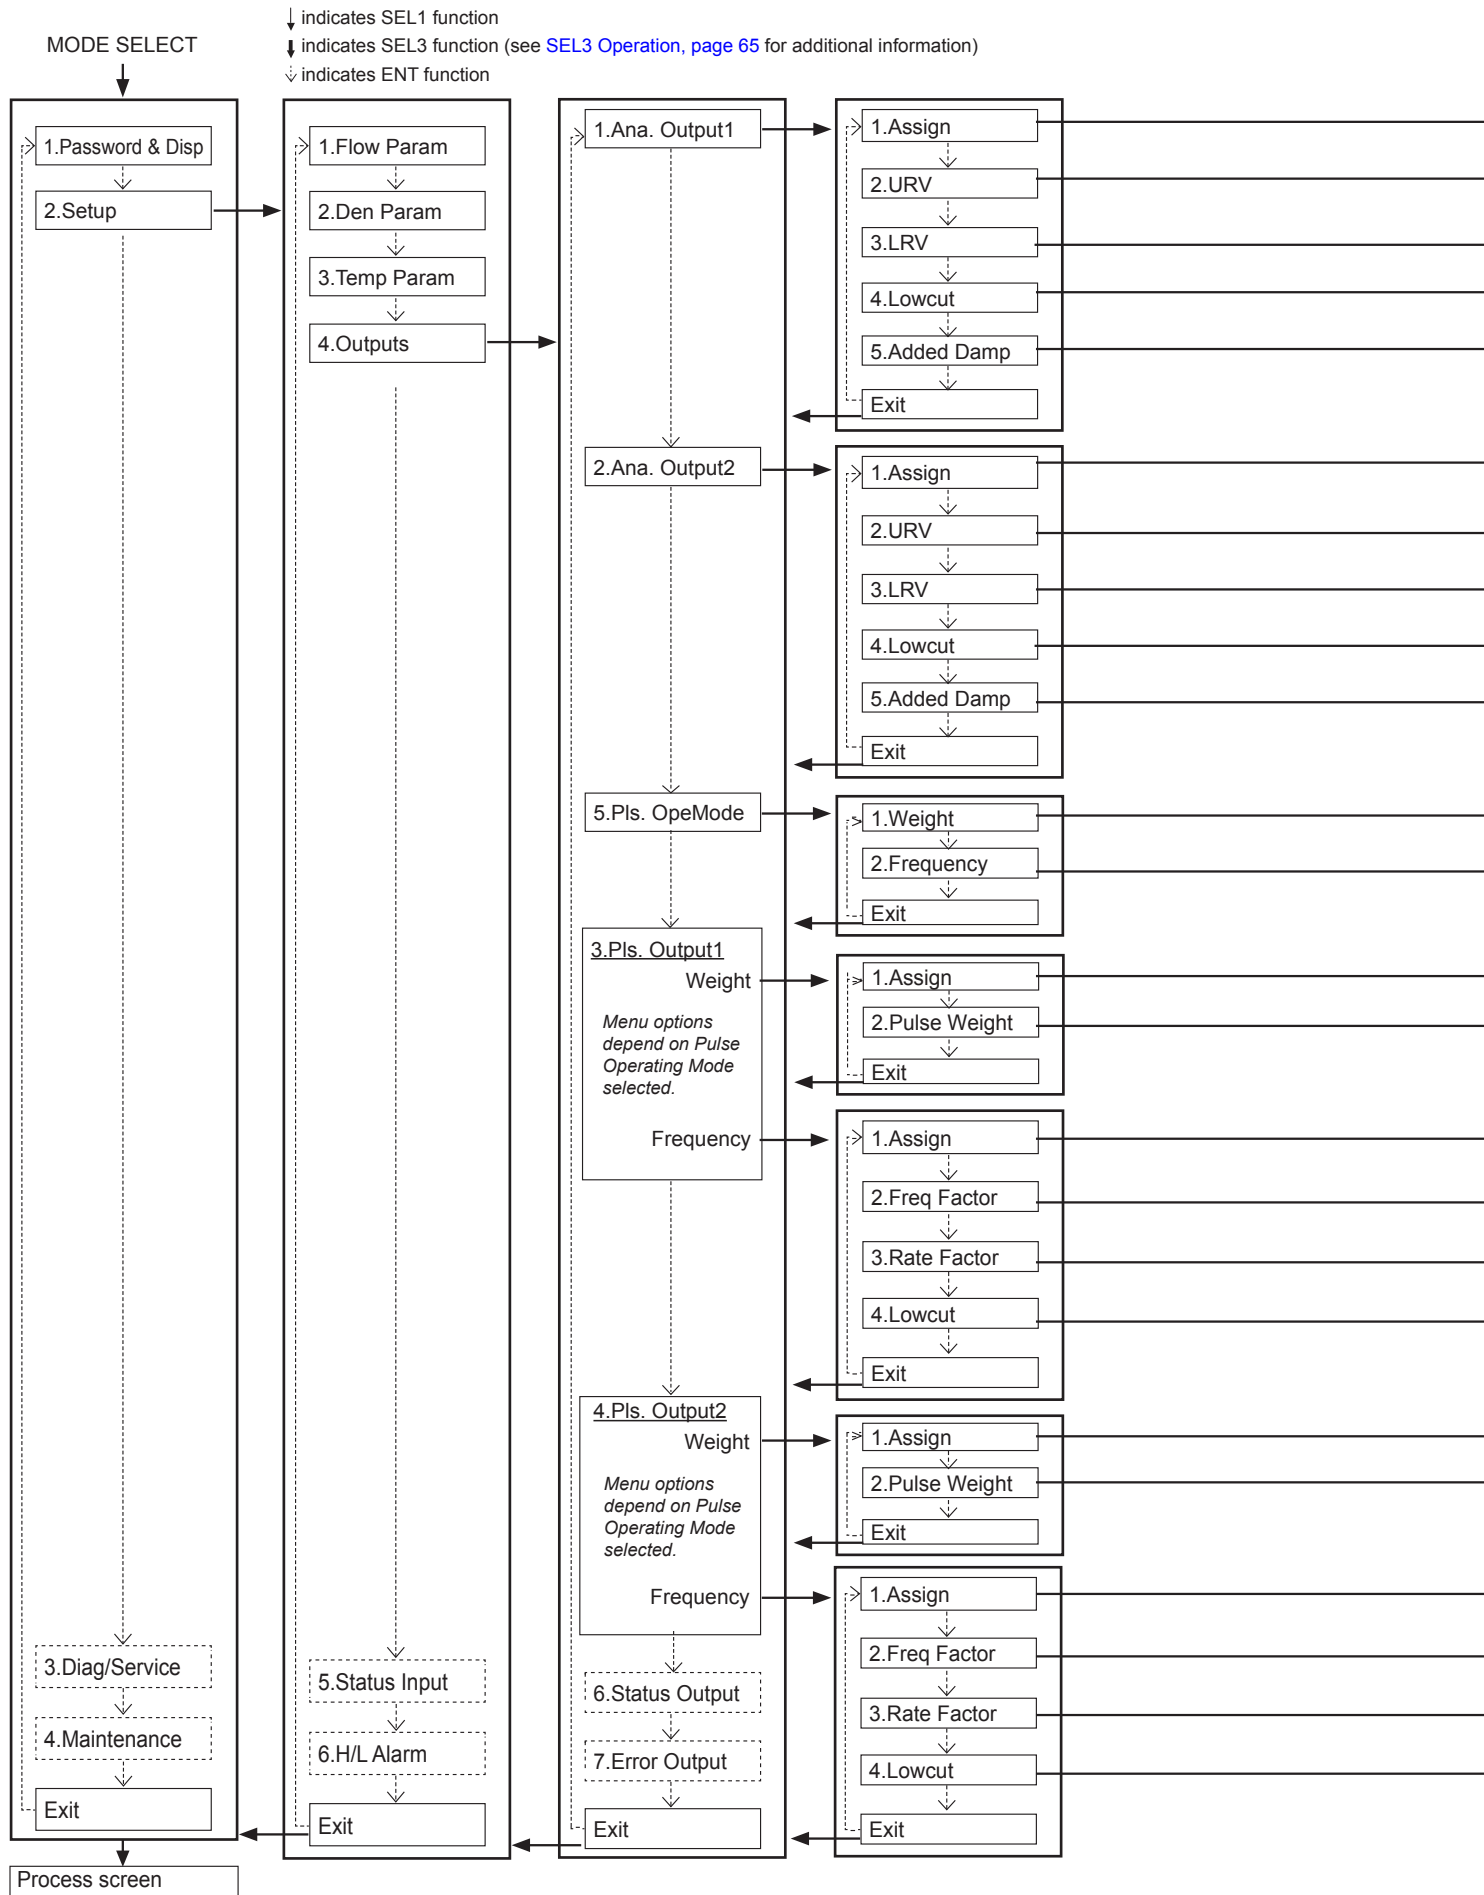 indicates SEL1 function
MODE SELECT
indicates SEL3 function (see SEL3 Operation, page 65 for additional information)
indicates ENT function
1.Password & Disp
2.Setup
3.Diag/Service
4.Maintenance
Exit
Process screen
1.Flow Param
2.Den Param
3.Temp Param
4.Outputs
5.Status Input
6.H/L Alarm
Exit
1.Ana. Output1
2.Ana. Output2
5.Pls. OpeMode
3.Pls. Output1
Weight
Menu options
depend on Pulse
Operating Mode
selected.
Frequency
4.Pls. Output2
Weight
Menu options
depend on Pulse
Operating Mode
selected.
Frequency
6.Status Output
7.Error Output
Exit
1.Assign
2.URV
3.LRV
4.Lowcut
5.Added Damp
Exit
1.Assign
2.URV
3.LRV
4.Lowcut
5.Added Damp
Exit
1.Weight
2.Frequency
Exit
1.Assign
2.Pulse Weight
Exit
1.Assign
2.Freq Factor
3.Rate Factor
4.Lowcut
Exit
1.Assign
2.Pulse Weight
Exit
1.Assign
2.Freq Factor
3.Rate Factor
4.Lowcut
Exit